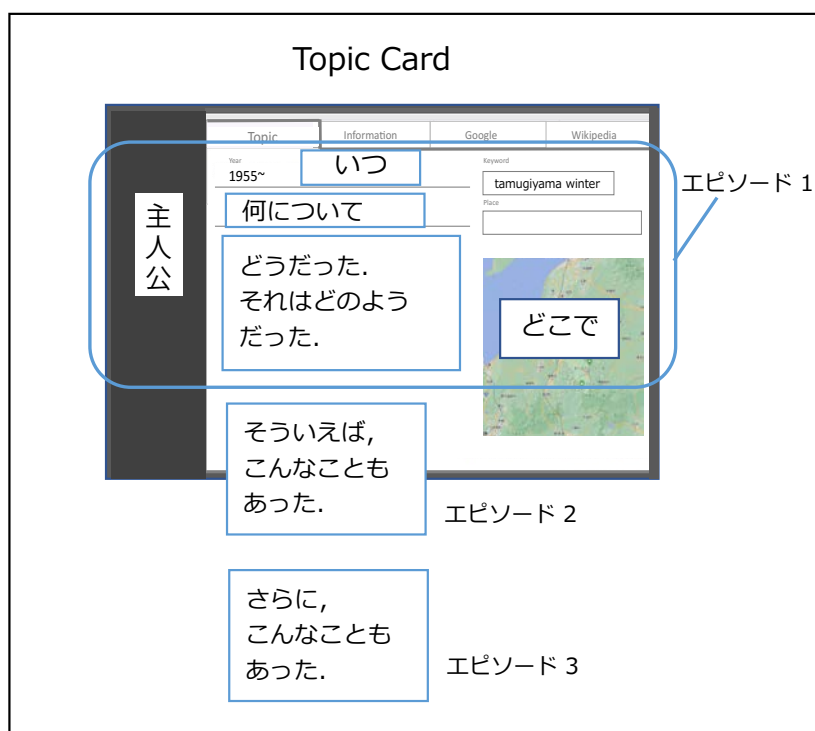 Topic Card
Topic
Information
Google
Wikipedia
Year
1955~
いつ
Keyword
tamugiyama winter
エピソード 1
何について
Place
主人公
どうだった.
それはどのよう
だった.
どこで
そういえば,
こんなことも
あった.
エピソード 2
さらに,
こんなことも
あった.
エピソード 3